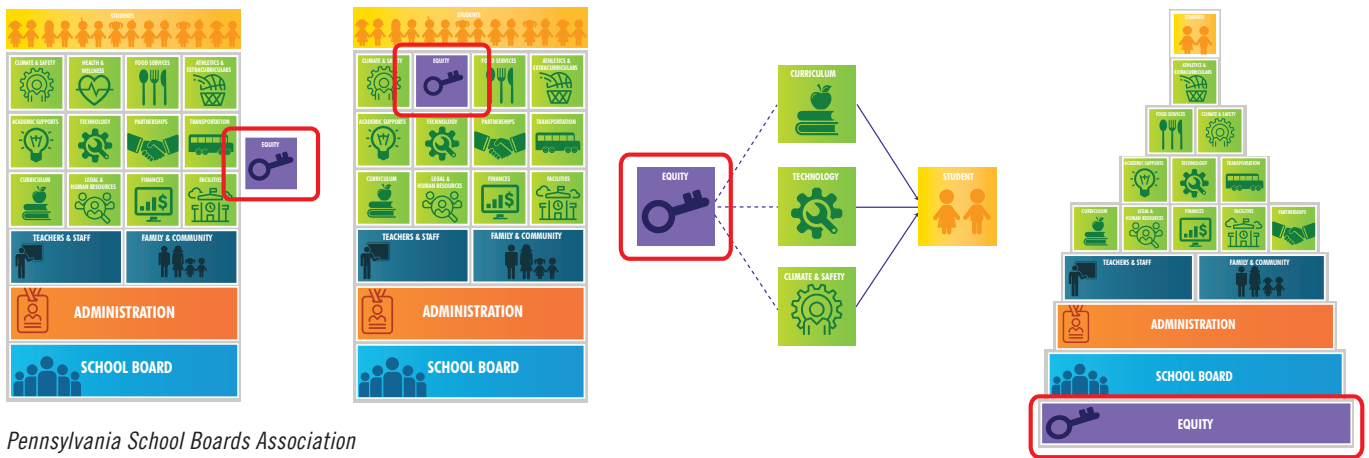 STUDENTS
CLIMATE & SAFETY
HEALTH &
WELLNESS
FOOD SERVICES
ATHLETICS &
EXTRACURRICULARS
ACADEMIC SUPPORTS
TECHNOLOGY
PARTNERSHIPS
TRANSPORTATION
EQUITY
CURRICULUM
LEGAL &
HUMAN RESOURCES
FINANCES
FACILITIES
TEACHERS & STAFF
FAMILY & COMMUNITY
ADMINISTRATION
SCHOOL BOARD
STUDENTS
CLIMATE & SAFETY
EQUITY
FOOD SERVICES
ATHLETICS &
EXTRACURRICULARS
ACADEMIC SUPPORTS
TECHNOLOGY
PARTNERSHIPS
TRANSPORTATION
CURRICULUM
LEGAL &
HUMAN RESOURCES
FINANCES
FACILITIES
TEACHERS & STAFF
FAMILY & COMMUNITY
ADMINISTRATION
SCHOOL BOARD
EQUITY
CURRICULUM
TECHNOLOGY
CLIMATE & SAFETY
STUDENT
STUDENTS
ATHLETICS &
EXTRACURRICULARS
FOOD SERVICES
CLIMATE & SAFETY
ACADEMIC SUPPORTS
TECHNOLOGY
TRANSPORTATION
CURRICULUM
LEGAL &
HUMAN RESOURCES
FINANCES
FACILITIES
PARTNERSHIPS
TEACHERS & STAFF
FAMILY & COMMUNITY
ADMINISTRATION
SCHOOL BOARD
EQUITY
Pennsylvania School Boards Association